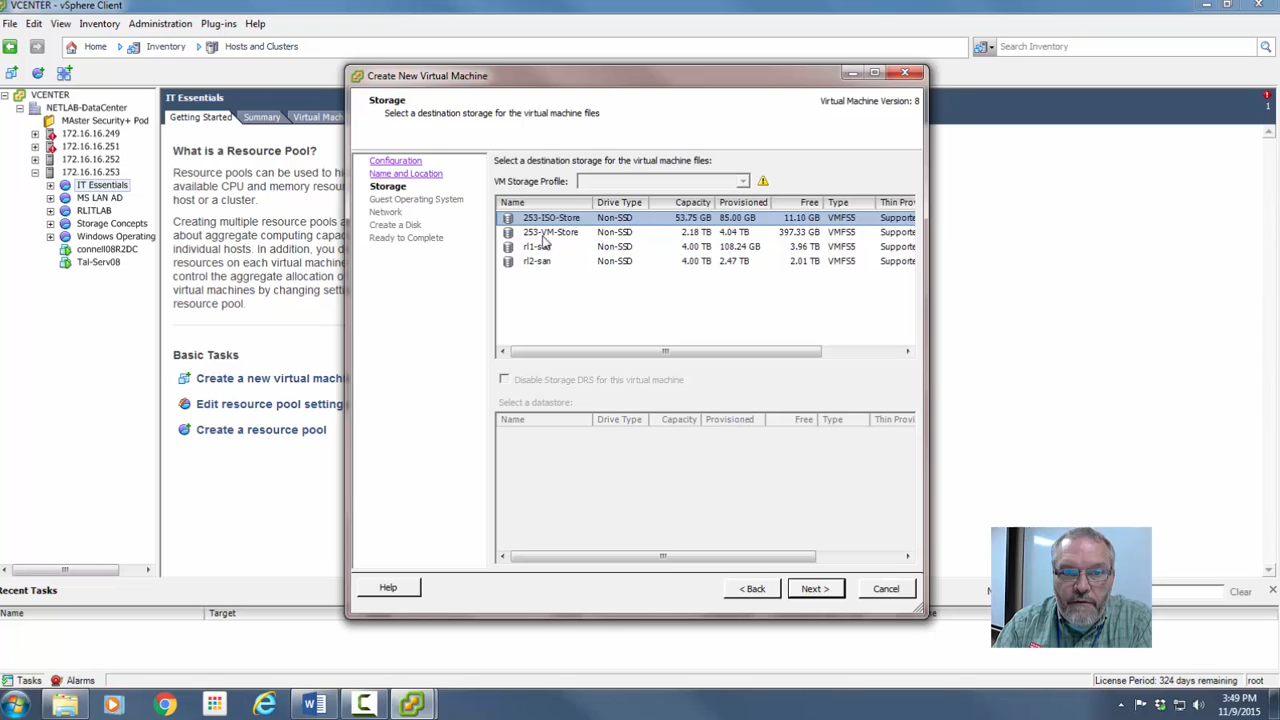 VCENTER - vSphere Client
File Edit View Inventory Administration Plug-ins Help
Home Inventory Hosts and Clusters
Search Inventory
VCENTER
NETLAB-DataCenter
MAster Security+ Pod
172.16.16.249
172.16.16.251
172.16.16.252
172.16.16.253
IT Essentials
MS LAN AD
RLITLAB
Storage Concepts
Windows Operating
connell08R2DC
Tal-Serv08
IT Essentials
Getting Started Summary Virtual Mach
What is a Resource Pool?
Resource pools can be used to hi
available CPU and memory resour
host or a cluster.
Creating multiple resource pools a
about aggregate computing capac
individual hosts. In addition, you d
resources on each virtual machine
control the aggregate allocation of
virtual machines by changing settin
resource pool.
Basic Tasks
Create a new virtual machi
Edit resource pool setting
Create a resource pool
Create New Virtual Machine
Storage
Select a destination storage for the virtual machine files
Virtual Machine Version: 8
Configuration
Name and Location
Storage
Guest Operating System
Network
Create a Disk
Ready to Complete
Select a destination storage for the virtual machine files:
VM Storage Profile:
Name Drive Type Capacity Provisioned Free Type Thin Pro
253-ISO-Store Non-SSD 53.75 GB 85.00 GB 11.10 GB VMFS5 Supporte
253-VM-Store Non-SSD 2.18 TB 4.04 TB 397.33 GB VMFS5 Supporte
Non-SSD 4.00 TB 108.24 GB 3.96 TB VMFS5 Supporte
rl2-san Non-SSD 4.00 TB 2.47 TB 2.01 TB VMFS5 Supporte
Disable Storage DRS for this virtual machine
Select a datastore:
Name Drive Type Capacity Provisioned Free Type Thin Provi
Help < Back Next > Cancel
Recent Tasks
Clear
Name Target
Tasks Alarms
License Period: 324 days remaining root
3:49 PM
11/9/2015